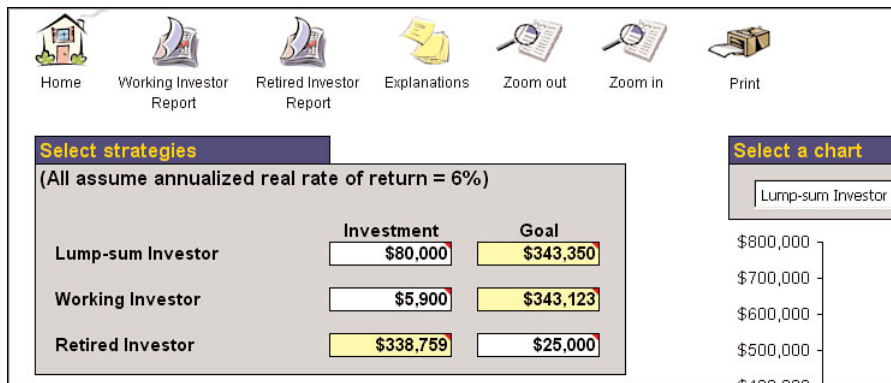 Home
Working Investor
Report
Retired Investor
Report
Explanations
Zoom out
Zoom in
Print
Select strategies
(All assume annualized real rate of return = 6%)
Investment Goal
Lump-sum Investor $80,000 $343,350
Working Investor $5,900 $343,123
Retired Investor $338,759 $25,000
Select a chart
Lump-sum Investor
$800,000
$700,000
$600,000
$500,000